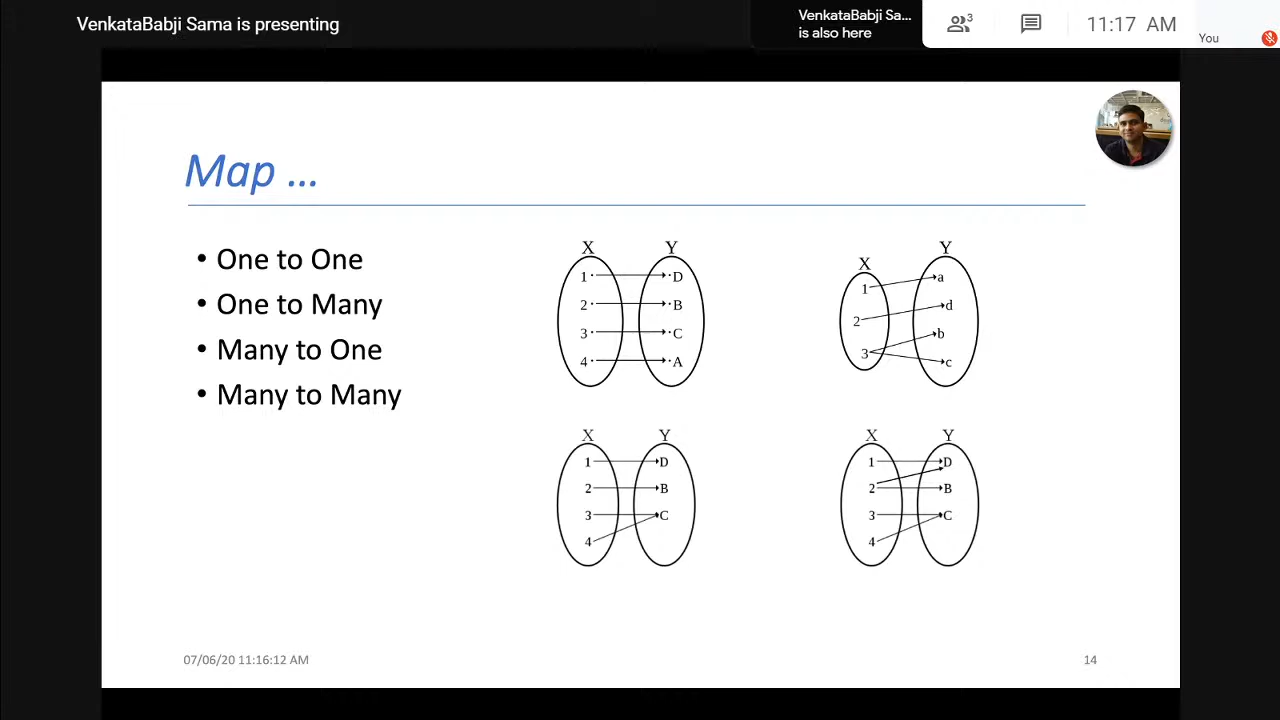 VenkataBabji Sama is presenting
VenkataBabji Sa...
is also here
3
11:17 AM
You
Map ...
• One to One
• One to Many
• Many to One
• Many to Many
X Y
1 D
2 B
3 C
4 A
X Y
1 a
2 d
3 b
c
X Y
1 D
2 B
3 C
4
X Y
1 D
2 B
3 C
4
07/06/20 11:16:12 AM
14